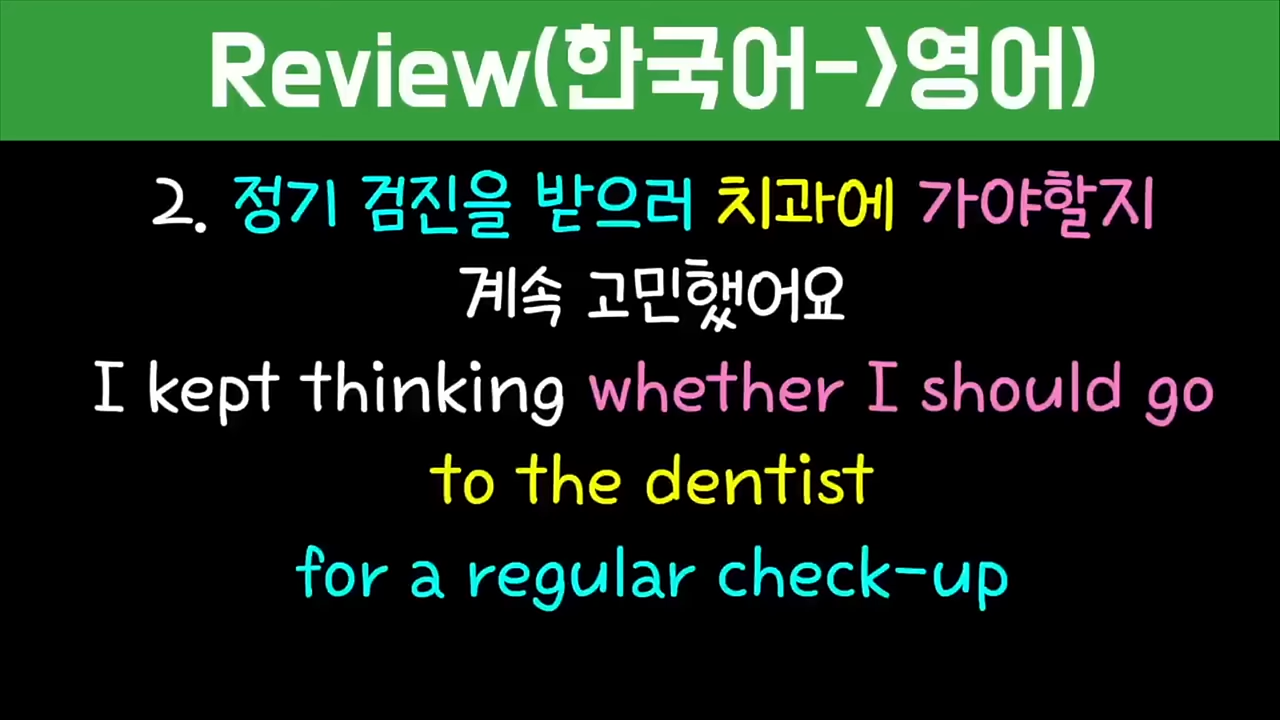 Review(한국어->영어)
2. 정기 검진을 받으러 치과에 가야할지
계속 고민했어요
I kept thinking whether I should go
to the dentist
for a regular check-up